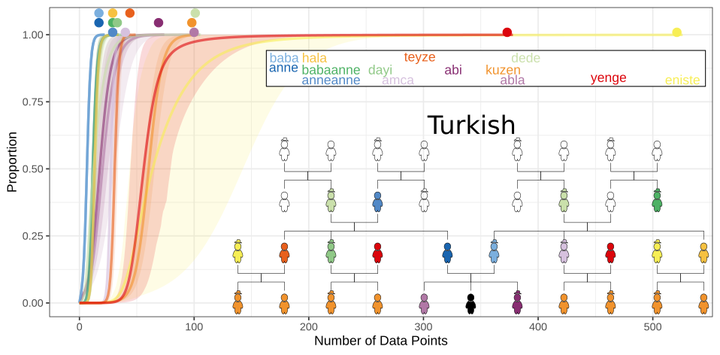 1.00
0.75
0.50
0.25
0.00
Proportion
baba hala teyze dede
anne babaanne dayi abi kuzen
anneanne amca abla yenge eniste
Turkish
0 100 200 300 400 500
Number of Data Points